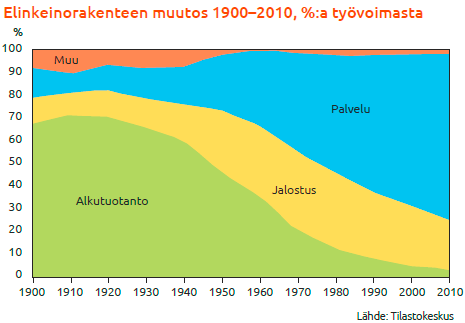 Elinkeinorakenteen muutos 1900–2010, %:a työvoimasta
%
100
90
80
70
60
50
40
30
20
10
0
Muu
Palvelu
Jalostus
Alkutuotanto
1900 1910 1920 1930 1940 1950 1960 1970 1980 1990 2000 2010
Lähde: Tilastokeskus